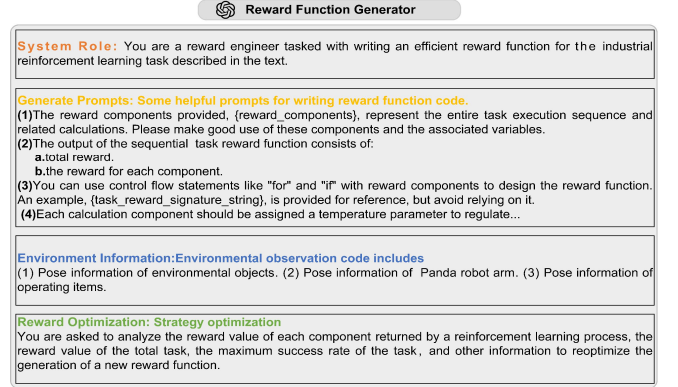 Reward Function Generator
System Role: You are a reward engineer tasked with writing an efficient reward function for the industrial
reinforcement learning task described in the text.
Generate Prompts: Some helpful prompts for writing reward function code.
(1)The reward components provided, {reward_components}, represent the entire task execution sequence and
related calculations. Please make good use of these components and the associated variables.
(2)The output of the sequential task reward function consists of:
a.total reward.
b.the reward for each component.
(3)You can use control flow statements like "for" and "if" with reward components to design the reward function.
An example, {task_reward_signature_string}, is provided for reference, but avoid relying on it.
(4)Each calculation component should be assigned a temperature parameter to regulate...
Environment Information:Environmental observation code includes
(1) Pose information of environmental objects. (2) Pose information of Panda robot arm. (3) Pose information of
operating items.
Reward Optimization: Strategy optimization
You are asked to analyze the reward value of each component returned by a reinforcement learning process, the
reward value of the total task, the maximum success rate of the task, and other information to reoptimize the
generation of a new reward function.